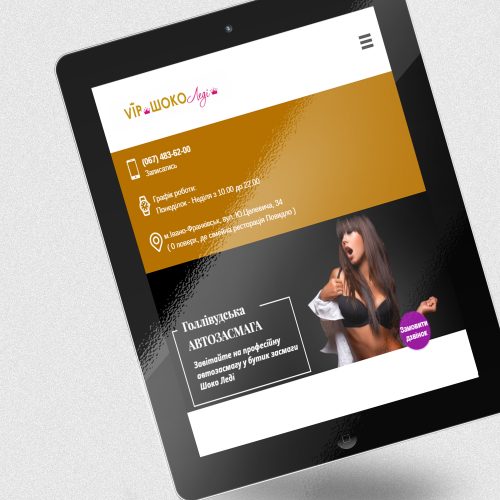 VIP ШОКО Леді
(067) 483-62-00
Записатись
Графік роботи:
Понеділок - Неділя з 10:00 до 22:00
м.Івано-Франківськ, вул. Ю.Целевича, 34
( 0 поверх, де сімейна ресторація Повидло )
Голлівудська
АВТОЗАСМАГА
Завітайте на професійну
автозасмагу у бутик засмаги
Шоко Леді
Замовити
дзвінок